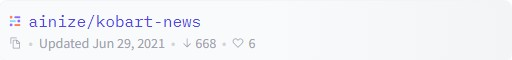 ainize/kobart-news
• Updated Jun 29, 2021 • 668 • 6